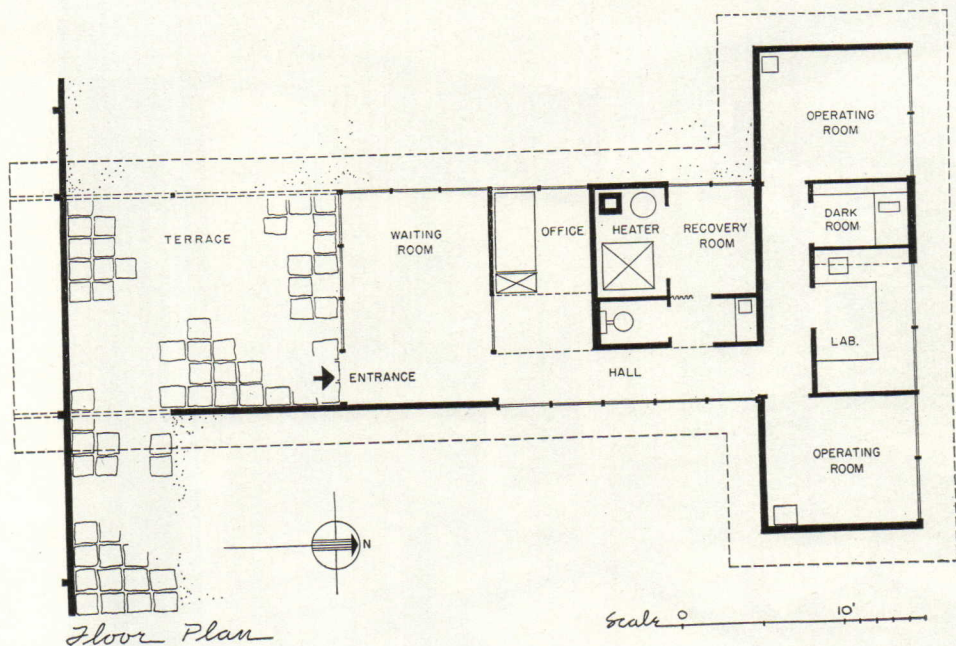 OPERATING
ROOM
TERRACE
WAITING
ROOM
OFFICE
HEATER
RECOVERY
ROOM
DARK
ROOM
LAB.
ENTRANCE
HALL
OPERATING
ROOM
N
Floor Plan
Scale 0 10'